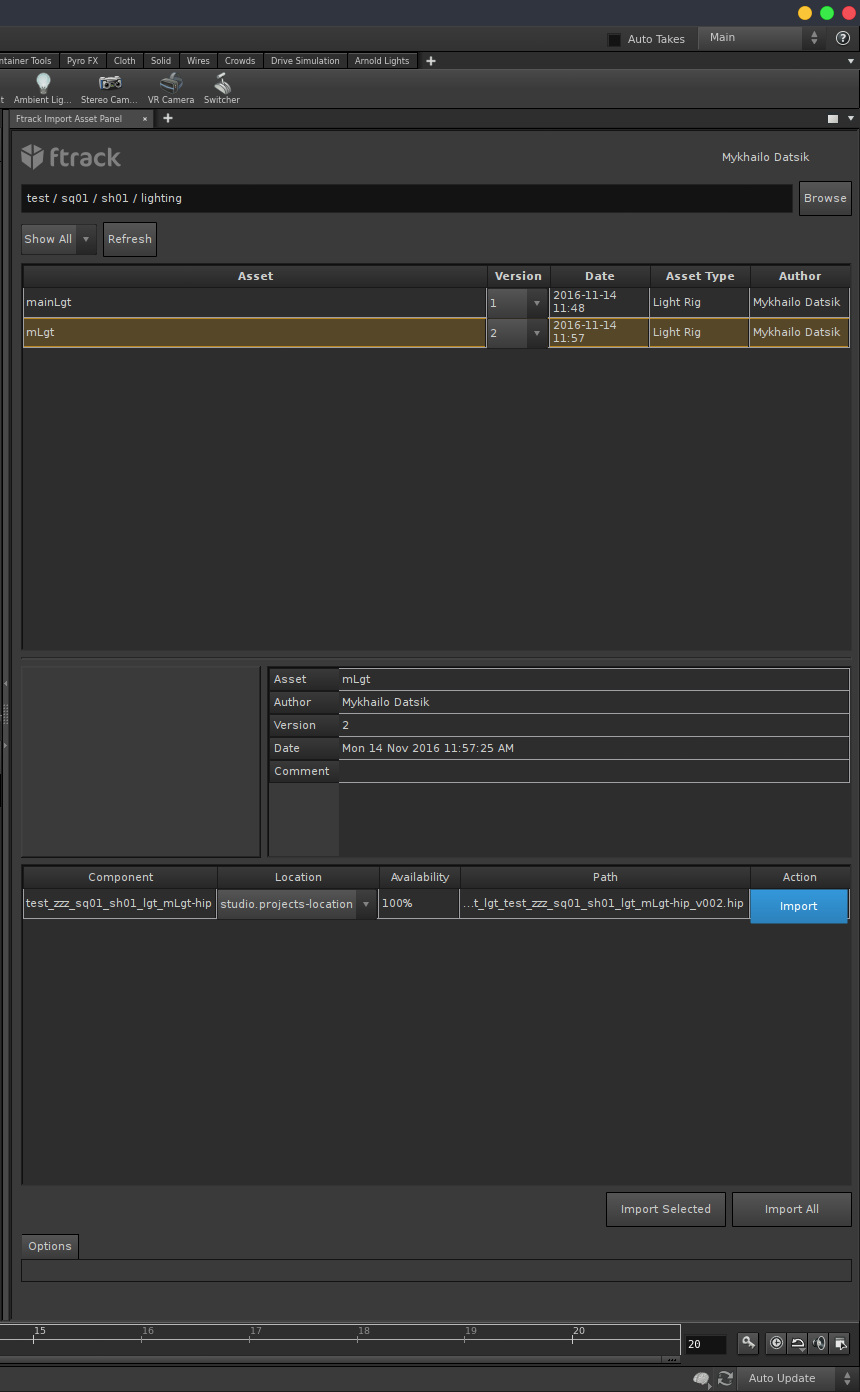 Auto Takes Main
ntainer Tools Pyro FX Cloth Solid Wires Crowds Drive Simulation Arnold Lights
t Ambient Lig... Stereo Cam... VR Camera Switcher
Ftrack Import Asset Panel × +
ftrack Mykhailo Datsik
test / sq01 / sh01 / lighting Browse
Show All Refresh
Asset Version Date Asset Type Author
mainLgt 1 2016-11-14 11:48 Light Rig Mykhailo Datsik
mLgt 2 2016-11-14 11:57 Light Rig Mykhailo Datsik
Asset mLgt
Author Mykhailo Datsik
Version 2
Date Mon 14 Nov 2016 11:57:25 AM
Comment
Component Location Availability Path Action
test_zzz_sq01_sh01_lgt_mLgt-hip studio.projects-location 100% ...t_lgt_test_zzz_sq01_sh01_lgt_mLgt-hip_v002.hip Import
Import Selected Import All
Options
15 16 17 18 19 20
20
Auto Update